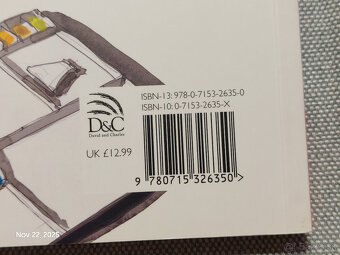 ISBN-13: 978-0-7153-2635-0
ISBN-10: 0-7153-2635-X
D&C
David and Charles
UK £12.99
9 780715 326350
Nov 22, 2025